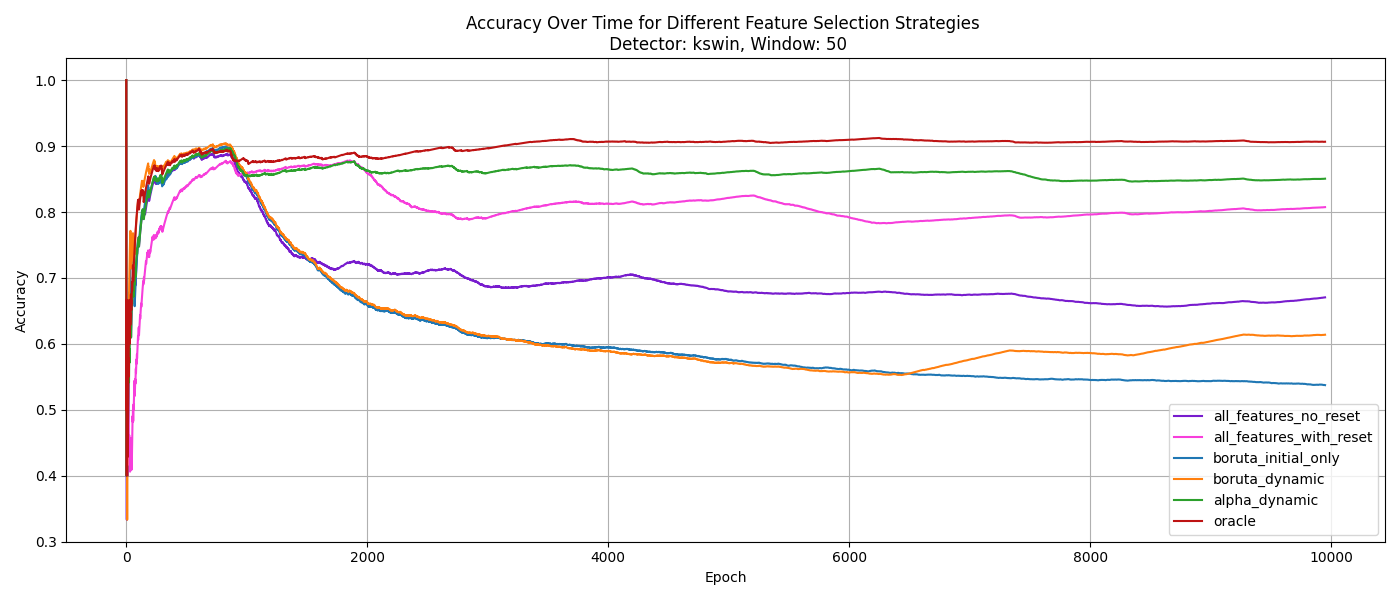 Accuracy Over Time for Different Feature Selection Strategies
Detector: kswin, Window: 50
Accuracy
1.0
0.9
0.8
0.7
0.6
0.5
0.4
0.3
0
2000
4000
6000
8000
10000
Epoch
all_features_no_reset
all_features_with_reset
boruta_initial_only
boruta_dynamic
alpha_dynamic
oracle